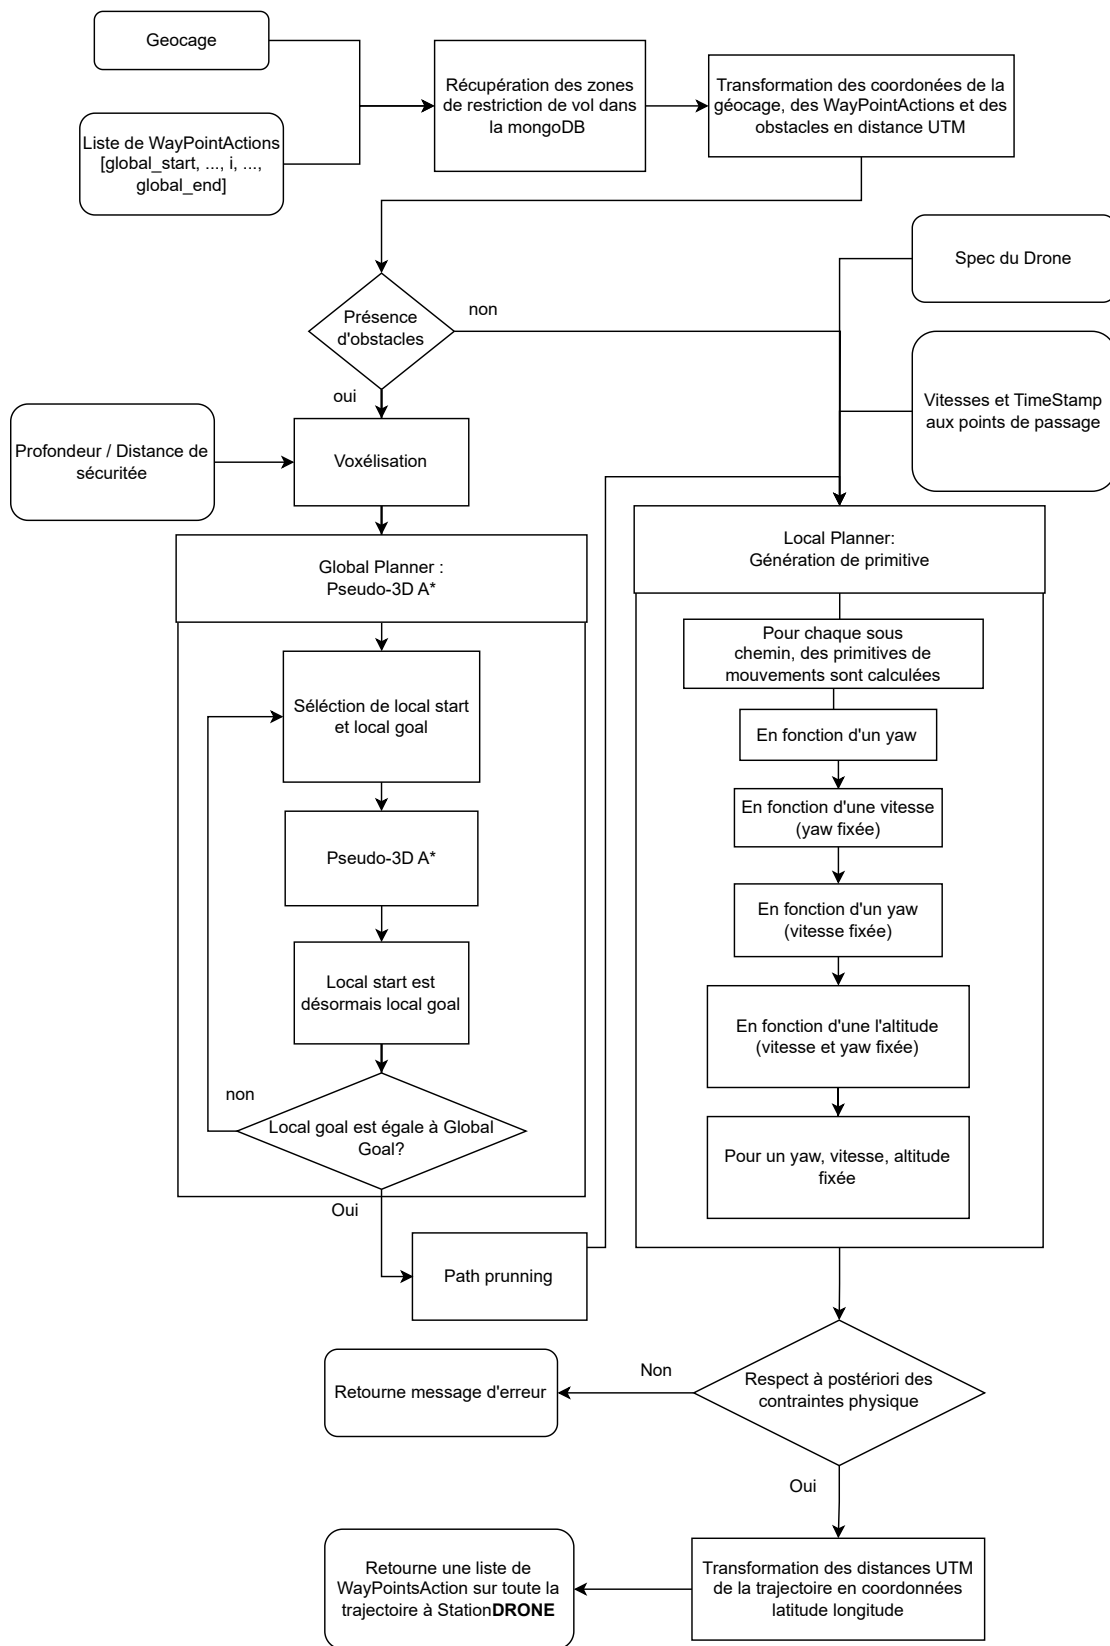 Geocage
Récupération des zones
de restriction de vol dans
la mongoDB
Transformation des coordonées de la
géocage, des WayPointActions et des
obstacles en distance UTM
Liste de WayPointActions
[global_start, ..., i, ...,
global_end]
Spec du Drone
Présence
d'obstacles
non
oui
Vitesses et TimeStamp
aux points de passage
Profondeur / Distance de
sécuritée
Voxélisation
Global Planner :
Pseudo-3D A*
Local Planner:
Génération de primitive
Pour chaque sous
chemin, des primitives de
mouvements sont calculées
Séléction de local start
et local goal
En fonction d'un yaw
En fonction d'une vitesse
(yaw fixée)
Pseudo-3D A*
En fonction d'un yaw
(vitesse fixée)
Local start est
désormais local goal
En fonction d'une l'altitude
(vitesse et yaw fixée)
non
Local goal est égale à Global
Goal?
Pour un yaw, vitesse, altitude
fixée
Oui
Path prunning
Respect à postériori des
contraintes physique
Non
Retourne message d'erreur
Oui
Transformation des distances UTM
de la trajectoire en coordonnées
latitude longitude
Retourne une liste de
WayPointsAction sur toute la
trajectoire à StationDRONE